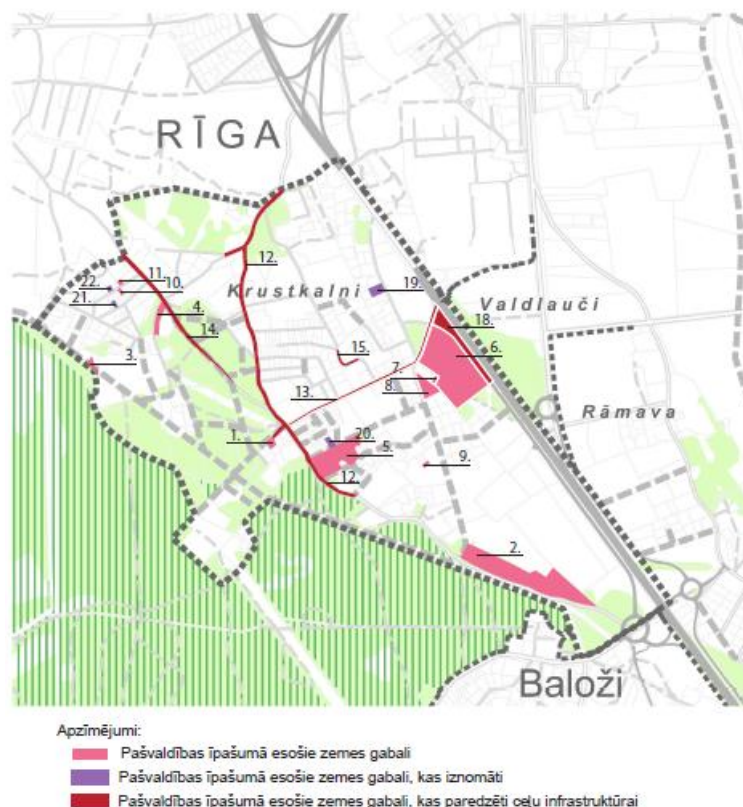 RĪGA
12.
11.
22.
10.
19.
Krustkalni
21.
4.
Valdlauči
18.
14.
6.
15.
3.
7.
8.
13.
Rāmava
1.
20.
5.
9.
12.
2.
Baloži
Apzīmējumi:
Pašvaldības īpašumā esošie zemes gabali
Pašvaldības īpašumā esošie zemes gabali, kas iznomāti
Pašvaldības īpašumā esošie zemes gabali, kas paredzēti ceļu infrastruktūrai